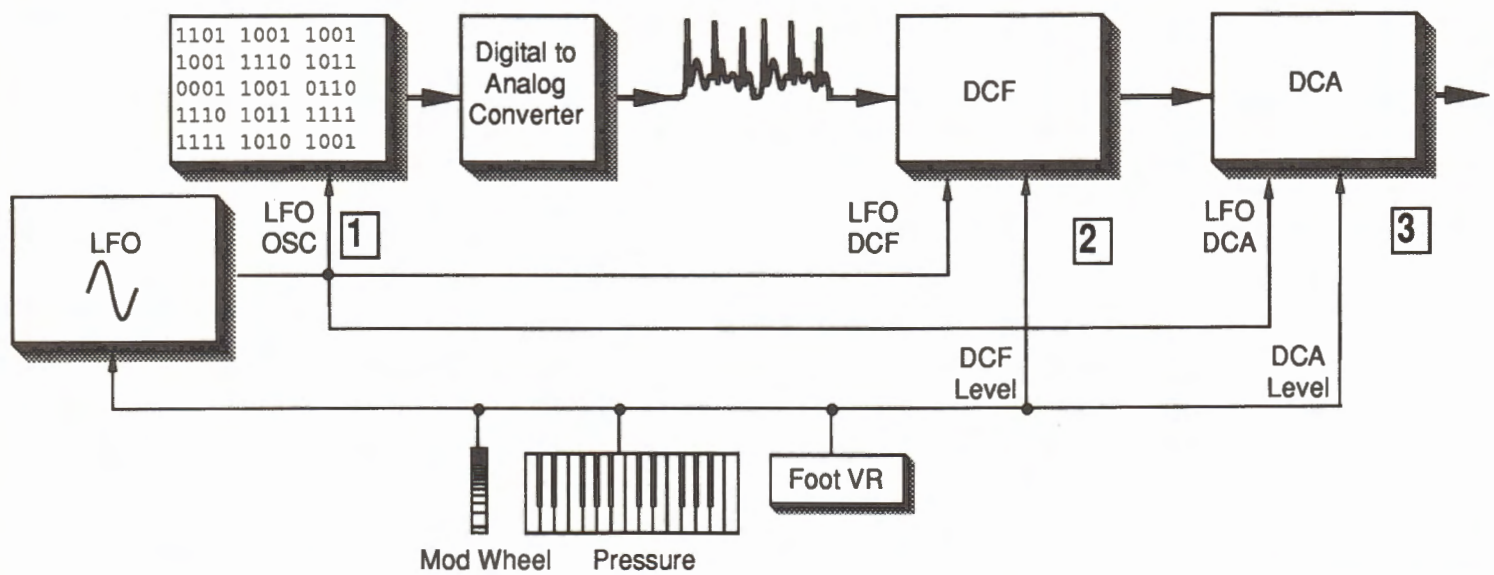 1101 1001 1001
1001 1110 1011
0001 1001 0110
1110 1011 1111
1111 1010 1001
Digital to
Analog
Converter
DCF
DCA
LFO
LFO
OSC
1
LFO
DCF
2
LFO
DCA
3
DCF
Level
DCA
Level
Mod Wheel
Pressure
Foot VR